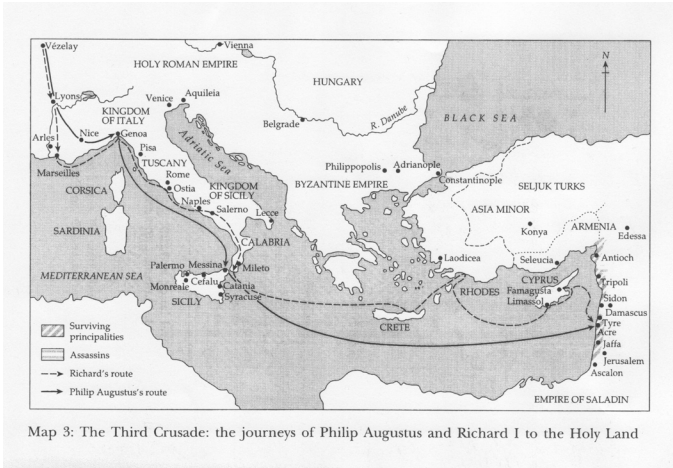 Vézelay
Vienna
HOLY ROMAN EMPIRE
HUNGARY
N
Lyons
KINGDOM
OF ITALY
Venice
Aquileia
Belgrade
R. Danube
BLACK SEA
Arles
Nice
Genoa
Pisa
TUSCANY
Adriatic Sea
Marseilles
Rome
Ostia
Philippopolis
Adrianople
Constantinople
CORSICA
KINGDOM
OF SICILY
BYZANTINE EMPIRE
SELJUK TURKS
Naples
Salerno
Lecce
ASIA MINOR
SARDINIA
Konya
ARMENIA
Edessa
CALABRIA
Laodicea
Seleucia
Antioch
MEDITERRANEAN SEA
Palermo
Messina
Mileto
Monreale
Cefalu
Catania
SICILY
Syracuse
RHODES
CYPRUS
Famagusta
Limassol
Tripoli
Sidon
Damascus
CRETE
Tyre
Acre
Jaffa
Jerusalem
Ascalon
EMPIRE OF SALADIN
Surviving
principalities
Assassins
Richard's route
Philip Augustus's route
Map 3: The Third Crusade: the journeys of Philip Augustus and Richard I to the Holy Land